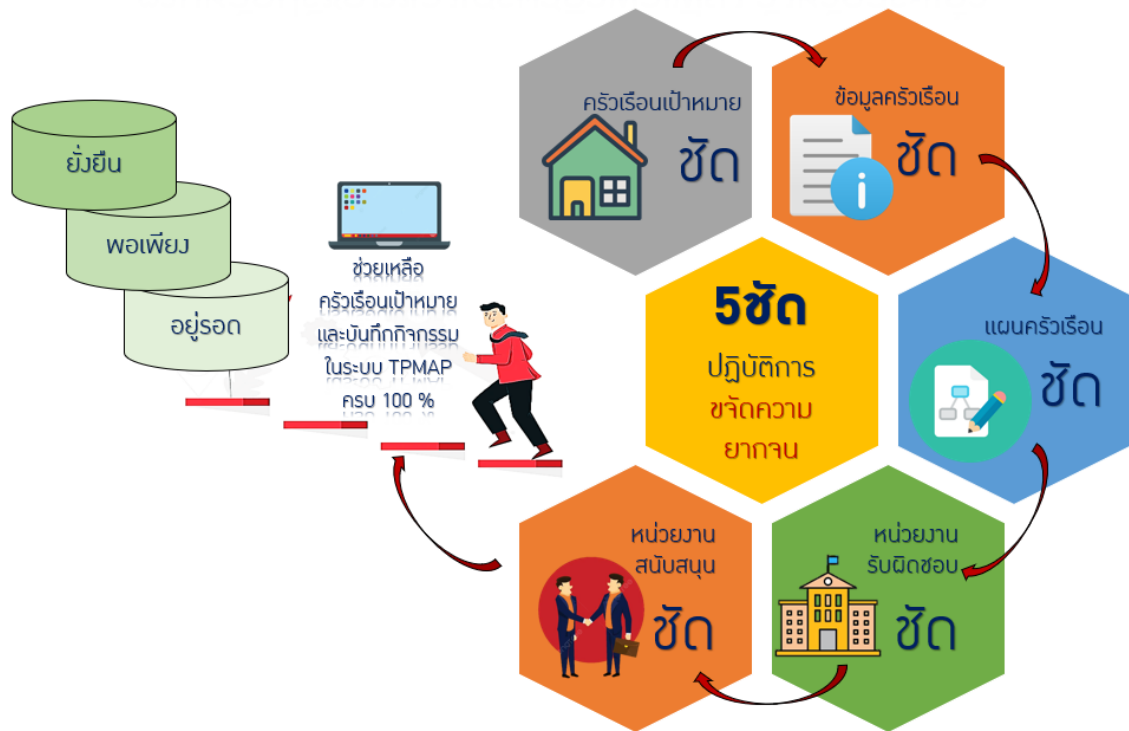 ครัวเรือนเป้าหมาย
ชัด
ข้อมูลครัวเรือน
ชัด
แผนครัวเรือน
ชัด
หน่วยงาน
รับผิดชอบ
ชัด
หน่วยงาน
สนับสนุน
ชัด
5ชัด
ปฏิบัติการ
ขจัดความ
ยากจน
ช่วยเหลือ
ครัวเรือนเป้าหมาย
และบันทึกกิจกรรม
ในระบบ TPMAP
ครบ 100 %
อยู่รอด
พอเพียง
ยั่งยืน